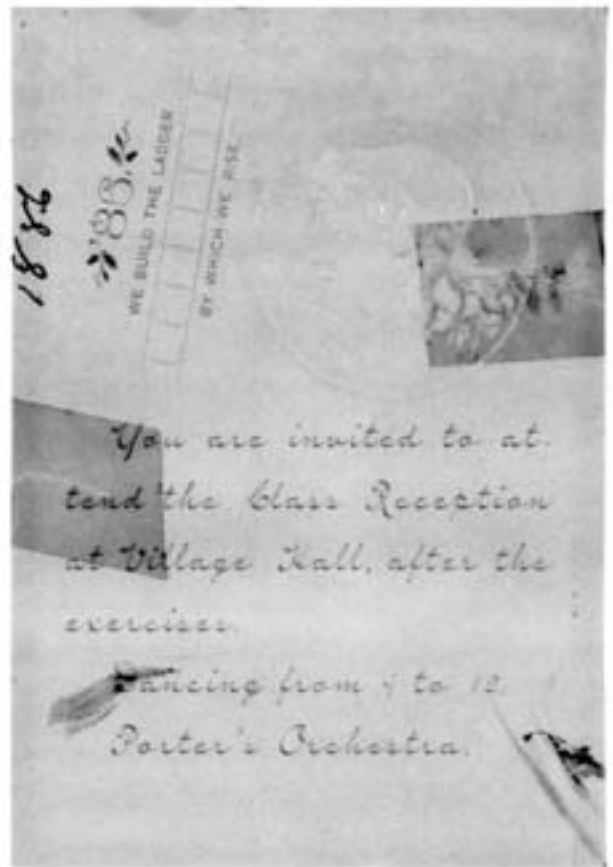 1886
'86.
WE BUILD THE LADDER
BY WHICH WE RISE.
You are invited to at-
tend the Class Reception
at Village Hall, after the
exercises.
Dancing from 9 to 12.
Porter's Orchestra.